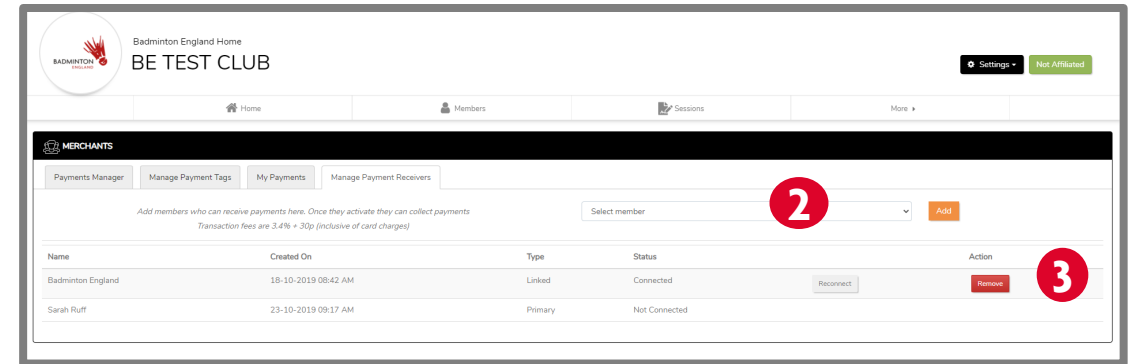 Badminton England Home
BADMINTON
ENGLAND
BE TEST CLUB
Settings
Not Affiliated
Home
Members
Sessions
More
MERCHANTS
Payments Manager
Manage Payment Tags
My Payments
Manage Payment Receivers
Add members who can receive payments here. Once they activate they can collect payments
Transaction fees are 3.4% + 30p (inclusive of card charges)
Select member
2
Add
Name Created On Type Status Action
Badminton England 18-10-2019 08:42 AM Linked Connected Reconnect Remove
3
Sarah Ruff 23-10-2019 09:17 AM Primary Not Connected